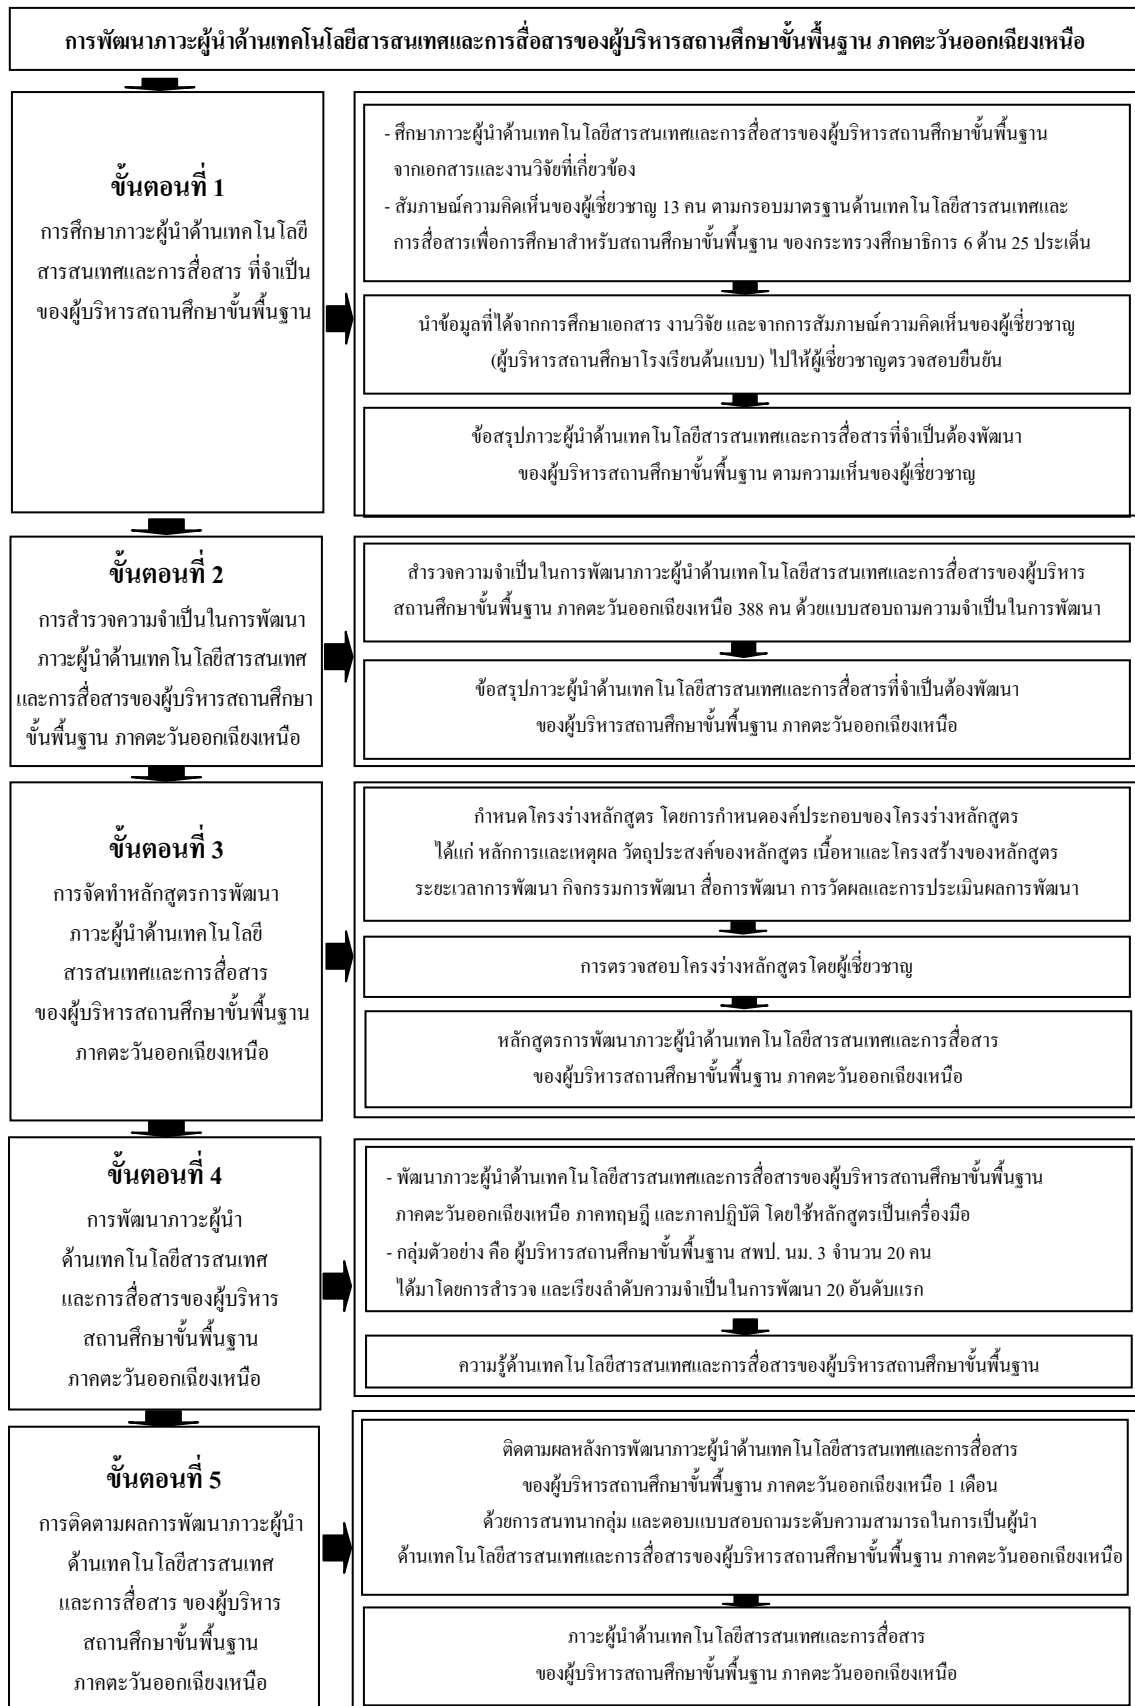 การพัฒนาภาวะผู้นำด้านเทคโนโลยีสารสนเทศและการสื่อสารของผู้บริหารสถานศึกษาขั้นพื้นฐาน ภาคตะวันออกเฉียงเหนือ
ขั้นตอนที่ 1
การศึกษาภาวะผู้นำด้านเทคโนโลยี
สารสนเทศและการสื่อสาร ที่จำเป็น
ของผู้บริหารสถานศึกษาขั้นพื้นฐาน
- ศึกษาภาวะผู้นำด้านเทคโนโลยีสารสนเทศและการสื่อสารของผู้บริหารสถานศึกษาขั้นพื้นฐาน
จากเอกสารและงานวิจัยที่เกี่ยวข้อง
- สัมภาษณ์ความคิดเห็นของผู้เชี่ยวชาญ 13 คน ตามกรอบมาตรฐานด้านเทคโนโลยีสารสนเทศและ
การสื่อสารเพื่อการศึกษาสำหรับสถานศึกษาขั้นพื้นฐาน ของกระทรวงศึกษาธิการ 6 ด้าน 25 ประเด็น
นำข้อมูลที่ได้จากการศึกษาเอกสาร งานวิจัย และจากการสัมภาษณ์ความคิดเห็นของผู้เชี่ยวชาญ
(ผู้บริหารสถานศึกษาโรงเรียนต้นแบบ) ไปให้ผู้เชี่ยวชาญตรวจสอบยืนยัน
ข้อสรุปภาวะผู้นำด้านเทคโนโลยีสารสนเทศและการสื่อสารที่จำเป็นต้องพัฒนา
ของผู้บริหารสถานศึกษาขั้นพื้นฐาน ตามความเห็นของผู้เชี่ยวชาญ
ขั้นตอนที่ 2
การสำรวจความจำเป็นในการพัฒนา
ภาวะผู้นำด้านเทคโนโลยีสารสนเทศ
และการสื่อสารของผู้บริหารสถานศึกษา
ขั้นพื้นฐาน ภาคตะวันออกเฉียงเหนือ
สำรวจความจำเป็นในการพัฒนาภาวะผู้นำด้านเทคโนโลยีสารสนเทศและการสื่อสารของผู้บริหาร
สถานศึกษาขั้นพื้นฐาน ภาคตะวันออกเฉียงเหนือ 388 คน ด้วยแบบสอบถามความจำเป็นในการพัฒนา
ข้อสรุปภาวะผู้นำด้านเทคโนโลยีสารสนเทศและการสื่อสารที่จำเป็นต้องพัฒนา
ของผู้บริหารสถานศึกษาขั้นพื้นฐาน ภาคตะวันออกเฉียงเหนือ
ขั้นตอนที่ 3
การจัดทำหลักสูตรการพัฒนา
ภาวะผู้นำด้านเทคโนโลยี
สารสนเทศและการสื่อสาร
ของผู้บริหารสถานศึกษาขั้นพื้นฐาน
ภาคตะวันออกเฉียงเหนือ
กำหนดโครงร่างหลักสูตร โดยการกำหนดองค์ประกอบของโครงร่างหลักสูตร
ได้แก่ หลักการและเหตุผล วัตถุประสงค์ของหลักสูตร เนื้อหาและโครงสร้างของหลักสูตร
ระยะเวลาการพัฒนา กิจกรรมการพัฒนา สื่อการพัฒนา การวัดผลและการประเมินผลการพัฒนา
การตรวจสอบโครงร่างหลักสูตรโดยผู้เชี่ยวชาญ
หลักสูตรการพัฒนาภาวะผู้นำด้านเทคโนโลยีสารสนเทศและการสื่อสาร
ของผู้บริหารสถานศึกษาขั้นพื้นฐาน ภาคตะวันออกเฉียงเหนือ
ขั้นตอนที่ 4
การพัฒนาภาวะผู้นำ
ด้านเทคโนโลยีสารสนเทศ
และการสื่อสารของผู้บริหาร
สถานศึกษาขั้นพื้นฐาน
ภาคตะวันออกเฉียงเหนือ
- พัฒนาภาวะผู้นำด้านเทคโนโลยีสารสนเทศและการสื่อสารของผู้บริหารสถานศึกษาขั้นพื้นฐาน
ภาคตะวันออกเฉียงเหนือ ภาคทฤษฎี และภาคปฏิบัติ โดยใช้หลักสูตรเป็นเครื่องมือ
- กลุ่มตัวอย่าง คือ ผู้บริหารสถานศึกษาขั้นพื้นฐาน สพป. นม. 3 จำนวน 20 คน
ได้มาโดยการสำรวจ และเรียงลำดับความจำเป็นในการพัฒนา 20 อันดับแรก
ความรู้ด้านเทคโนโลยีสารสนเทศและการสื่อสารของผู้บริหารสถานศึกษาขั้นพื้นฐาน
ขั้นตอนที่ 5
การติดตามผลการพัฒนาภาวะผู้นำ
ด้านเทคโนโลยีสารสนเทศ
และการสื่อสาร ของผู้บริหาร
สถานศึกษาขั้นพื้นฐาน
ภาคตะวันออกเฉียงเหนือ
ติดตามผลหลังการพัฒนาภาวะผู้นำด้านเทคโนโลยีสารสนเทศและการสื่อสาร
ของผู้บริหารสถานศึกษาขั้นพื้นฐาน ภาคตะวันออกเฉียงเหนือ 1 เดือน
ด้วยการสนทนากลุ่ม และตอบแบบสอบถามระดับความสามารถในการเป็นผู้นำ
ด้านเทคโนโลยีสารสนเทศและการสื่อสารของผู้บริหารสถานศึกษาขั้นพื้นฐาน ภาคตะวันออกเฉียงเหนือ
ภาวะผู้นำด้านเทคโนโลยีสารสนเทศและการสื่อสาร
ของผู้บริหารสถานศึกษาขั้นพื้นฐาน ภาคตะวันออกเฉียงเหนือ